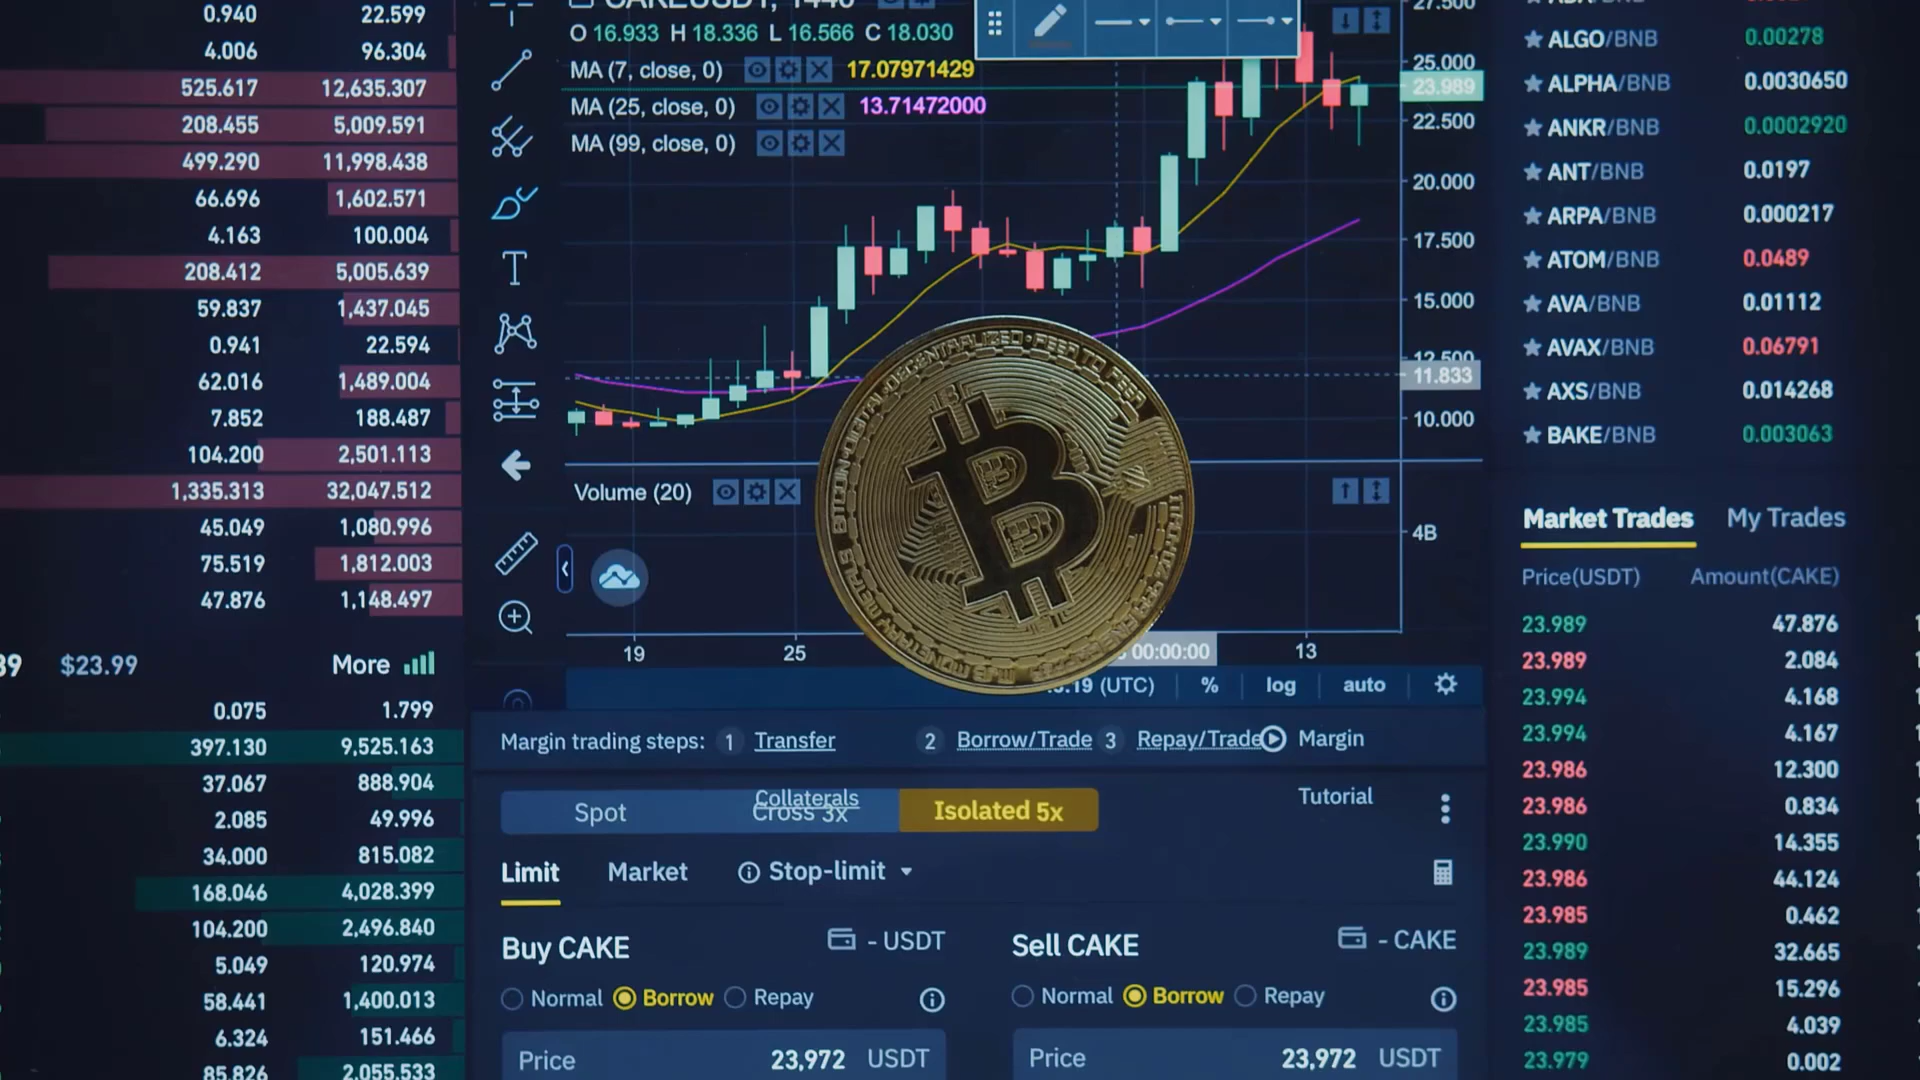 0.940 22.599
4.006 96.304
525.617 12,635.307
208.455 5,009.591
499.290 11,998.438
66.696 1,602.571
4.163 100.004
208.412 5,005.639
59.837 1,437.045
0.941 22.594
62.016 1,489.004
7.852 188.487
104.200 2,501.113
1,335.313 32,047.512
45.049 1,080.996
75.519 1,812.003
47.876 1,148.497
39 $23.99 More
0.075 1.799
397.130 9,525.163
37.067 888.904
2.085 49.996
34.000 815.082
168.046 4,028.399
104.200 2,496.840
5.049 120.974
58.441 1,400.013
6.324 151.466
85.826 2,055.533
O 16.933 H 18.336 L 16.566 C 18.030
MA (7, close, 0) 17.07971429
MA (25, close, 0) 13.71472000
MA (99, close, 0)
27.500
25.000
23.989
22.500
20.000
17.500
15.000
12.500
11.833
10.000
Volume (20)
4B
19 25 00:00:00 13
(UTC) % log auto
BITCOIN DIGITAL DECENTRALIZED PEER TO PEER
Margin trading steps: 1 Transfer 2 Borrow/Trade 3 Repay/Trade Margin
Collaterals Tutorial
Spot Cross 3x Isolated 5x
Limit Market Stop-limit
Buy CAKE - USDT
Normal Borrow Repay
Price 23,972 USDT
Sell CAKE - CAKE
Normal Borrow Repay
Price 23,972 USDT
ALGO/BNB 0.00278
ALPHA/BNB 0.0030650
ANKR/BNB 0.0002920
ANT/BNB 0.0197
ARPA/BNB 0.000217
ATOM/BNB 0.0489
AVA/BNB 0.01112
AVAX/BNB 0.06791
AXS/BNB 0.014268
BAKE/BNB 0.003063
Market Trades My Trades
Price(USDT) Amount(CAKE)
23.989 47.876
23.989 2.084
23.994 4.168
23.994 4.167
23.986 12.300
23.986 0.834
23.990 14.355
23.986 44.124
23.985 0.462
23.989 32.665
23.985 15.296
23.985 4.039
23.979 0.002